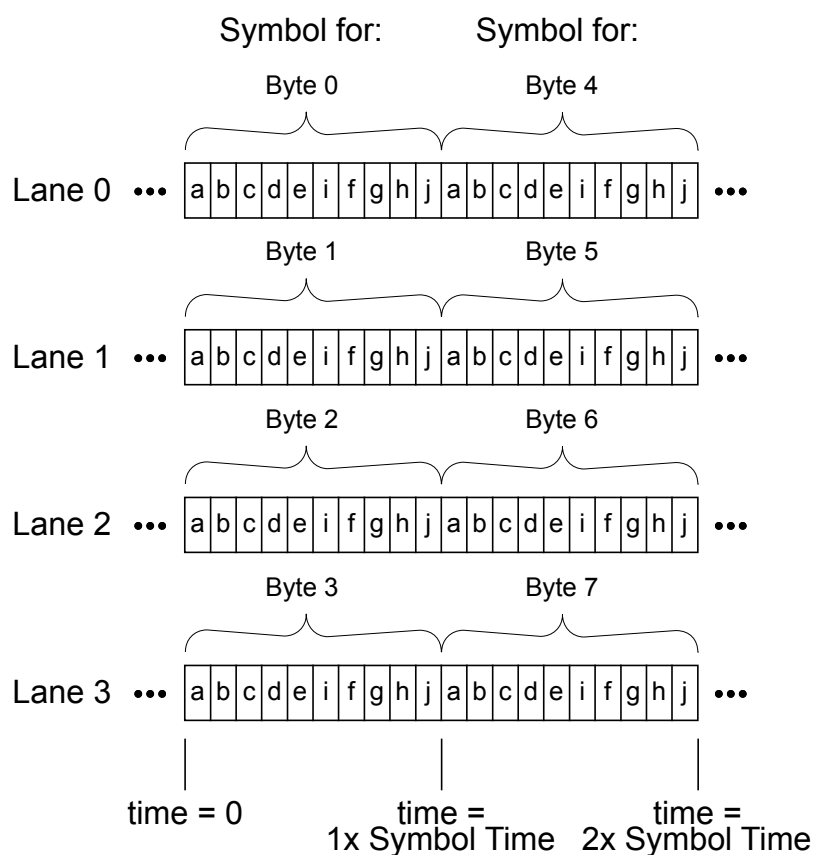 Symbol for: Symbol for:
Byte 0 Byte 4
Lane 0 ••• a b c d e i f g h j a b c d e i f g h j •••
Byte 1 Byte 5
Lane 1 ••• a b c d e i f g h j a b c d e i f g h j •••
Byte 2 Byte 6
Lane 2 ••• a b c d e i f g h j a b c d e i f g h j •••
Byte 3 Byte 7
Lane 3 ••• a b c d e i f g h j a b c d e i f g h j •••
time = 0 time = time =
1x Symbol Time 2x Symbol Time